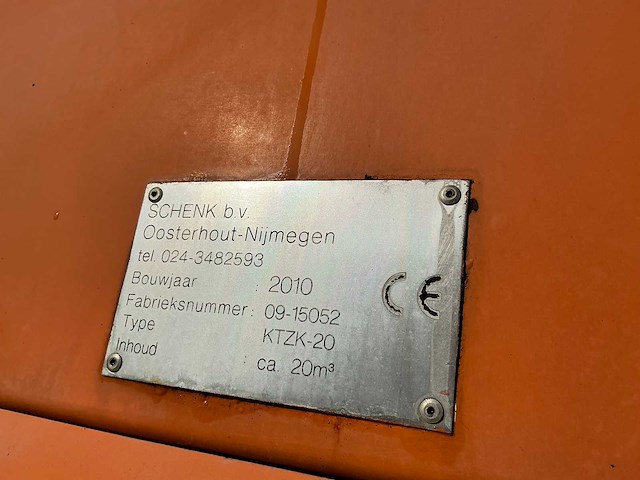 SCHENK b.v.
Oosterhout-Nijmegen
tel. 024-3482593
Bouwjaar : 2010
Fabrieksnummer : 09-15052
Type KTZK-20
Inhoud : ca. 20m³
CE